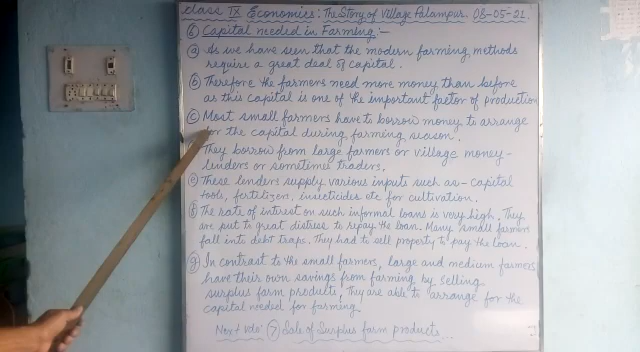 class IX Economics: The Story of Village Palampur. 08-05-21
⑥ Capital needed in Farming:-
ⓐ As we have seen that the modern farming methods
require a great deal of capital.
ⓑ Therefore the farmers need more money than before
as this capital is one of the important factor of production
ⓒ Most small farmers have to borrow money to arrange
for the capital during farming season.
They borrow from large farmers or village money-
lenders or sometimes traders.
ⓔ These lenders supply various inputs such as - capital
tools, fertilizer, insecticides etc for cultivation.
ⓕ The rate of interest on such informal loans is very high. They
are put to great distress to repay the loan. Many small farmers
fall into debt traps. They had to sell property to pay the loan.
ⓖ In contrast to the small farmers, large and medium farmers
have their own savings from farming by selling
surplus farm products. They are able to arrange for the
capital needed for farming.
Next Vdo: ⑦ Sale of Surplus farm products...